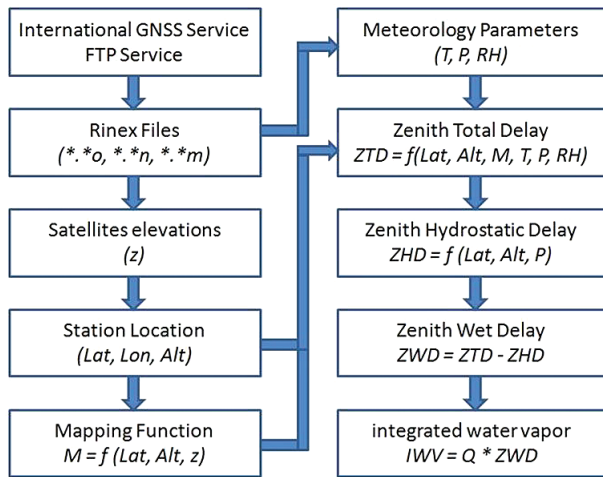 International GNSS Service
FTP Service
Rinex Files
(*.*o, *.*n, *.*m)
Satellites elevations
(z)
Station Location
(Lat, Lon, Alt)
Mapping Function
M = f (Lat, Alt, z)
Meteorology Parameters
(T, P, RH)
Zenith Total Delay
ZTD = f(Lat, Alt, M, T, P, RH)
Zenith Hydrostatic Delay
ZHD = f (Lat, Alt, P)
Zenith Wet Delay
ZWD = ZTD - ZHD
integrated water vapor
IWV = Q * ZWD